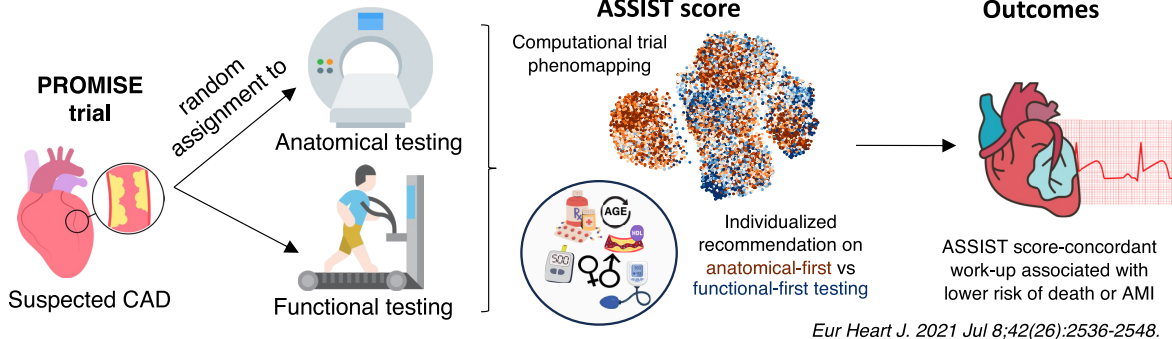 PROMISE
trial
Suspected CAD
random
assignment to
Anatomical testing
Functional testing
ASSIST score
Computational trial
phenomapping
Rx
AGE
HDL
500
Individualized
recommendation on
anatomical-first vs
functional-first testing
Outcomes
ASSIST score-concordant
work-up associated with
lower risk of death or AMI
Eur Heart J. 2021 Jul 8;42(26):2536-2548.